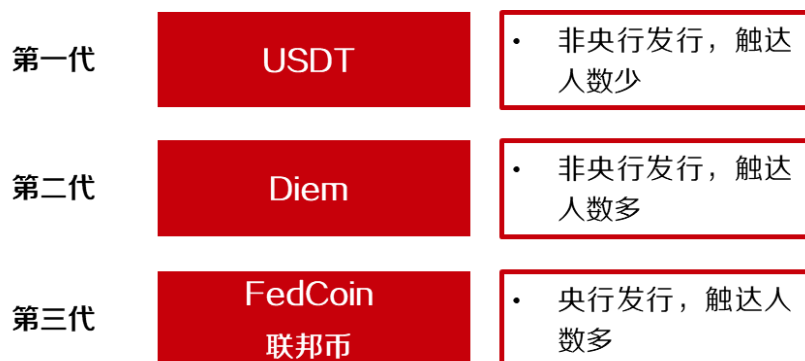 第一代
USDT
• 非央行发行，触达
人数少
第二代
Diem
• 非央行发行，触达
人数多
第三代
FedCoin
联邦币
• 央行发行，触达人
数多